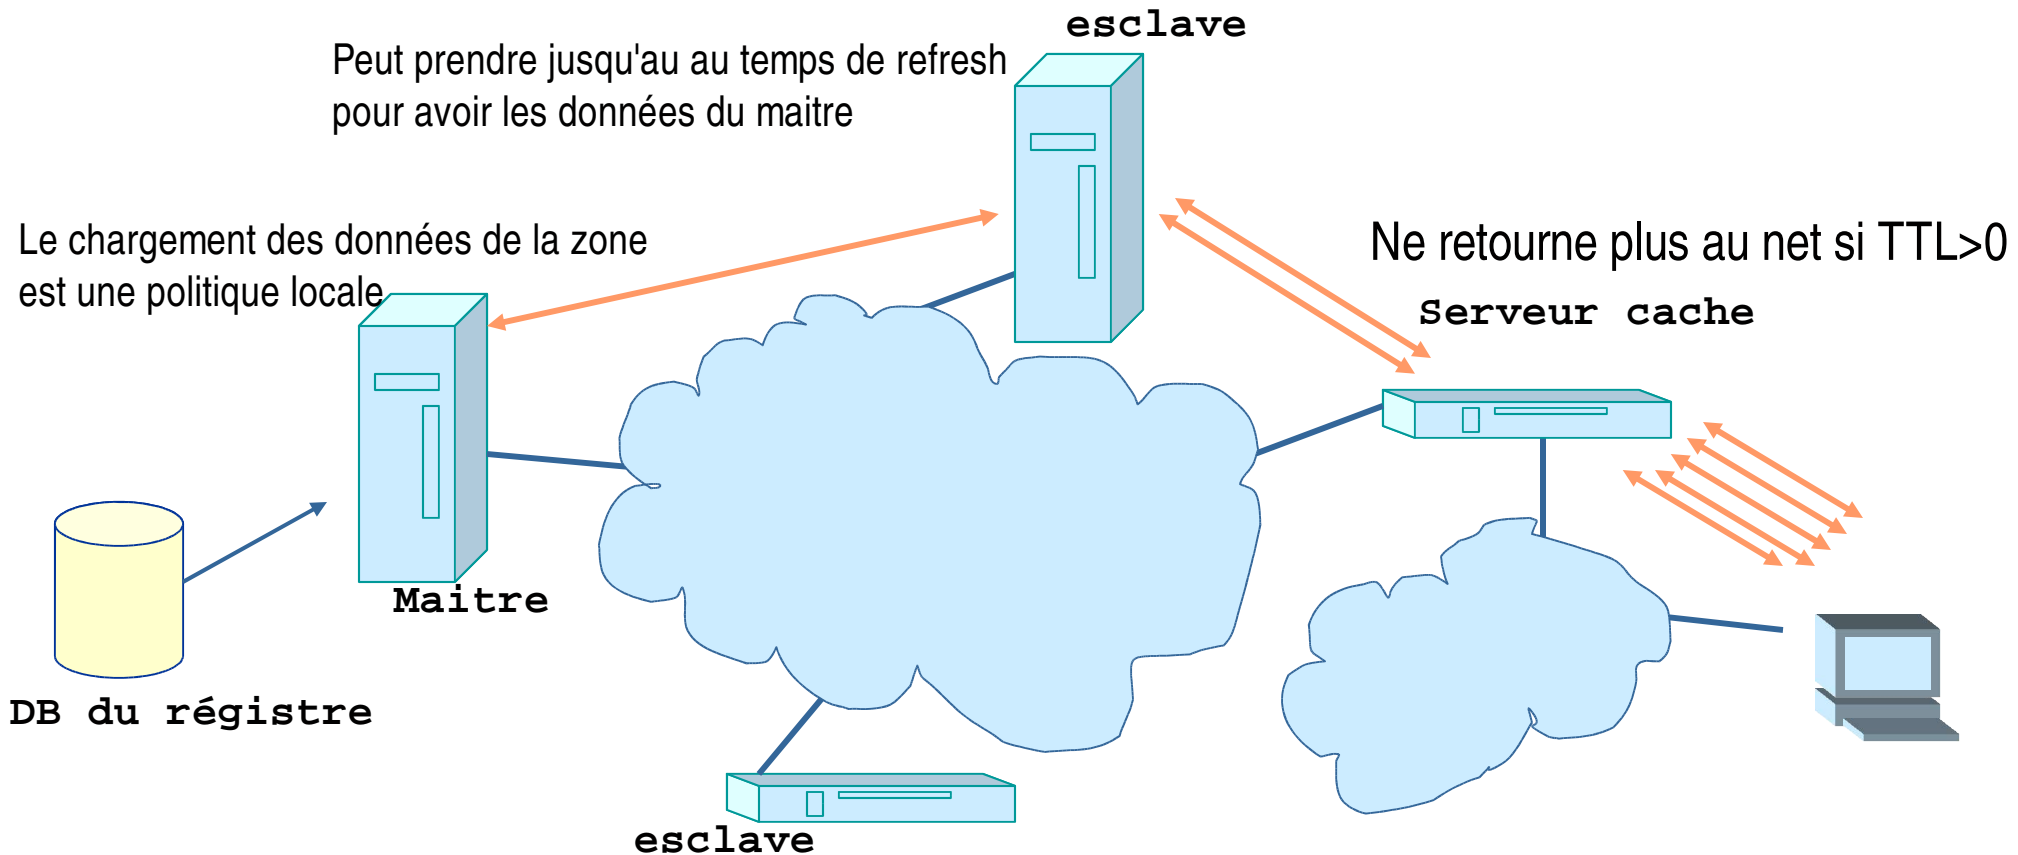 esclave
Peut prendre jusqu'au au temps de refresh
pour avoir les données du maitre
Le chargement des données de la zone
est une politique locale
Ne retourne plus au net si TTL>0
Serveur cache
Maitre
DB du régistre
esclave